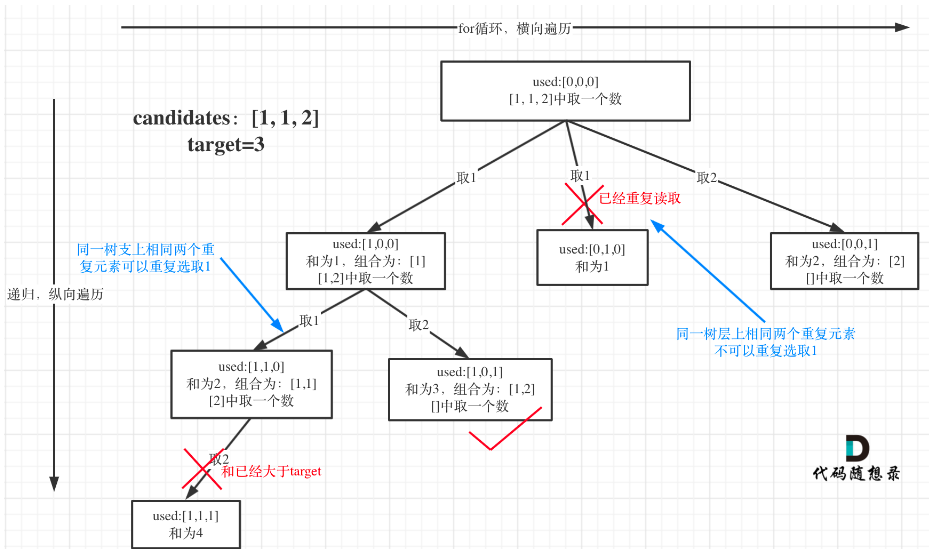 for循环，横向遍历
used:[0,0,0]
[1, 1, 2]中取一个数
candidates：[1, 1, 2]
target=3
取1
取1
取2
已经重复读取
used:[1,0,0]
和为1，组合为：[1]
[1,2]中取一个数
used:[0,1,0]
和为1
used:[0,0,1]
和为2，组合为：[2]
[]中取一个数
同一树支上相同两个重
复元素可以重复选取1
递归，纵向遍历
取1
取2
同一树层上相同两个重复元素
不可以重复选取1
used:[1,1,0]
和为2，组合为：[1,1]
[2]中取一个数
used:[1,0,1]
和为3，组合为：[1,2]
[]中取一个数
取2
和已经大于target
used:[1,1,1]
和为4
代码随想录